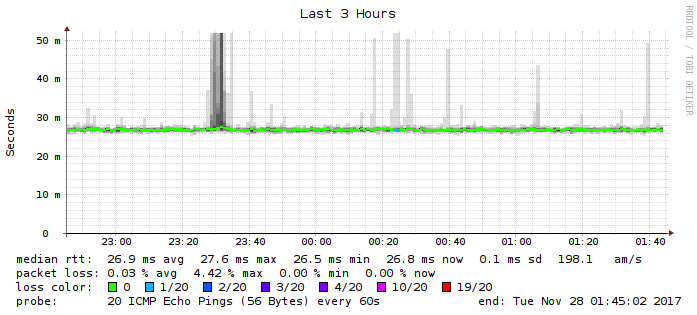 Last 3 Hours
RRDTOOL / TOBI OETIKER
Seconds
50 m
40 m
30 m
20 m
10 m
0
23:00 23:20 23:40 00:00 00:20 00:40 01:00 01:20 01:40
median rtt: 26.9 ms avg 27.6 ms max 26.5 ms min 26.8 ms now 0.1 ms sd 198.1 am/s
packet loss: 0.03 % avg 4.42 % max 0.00 % min 0.00 % now
loss color: 0 1/20 2/20 3/20 4/20 10/20 19/20
probe: 20 ICMP Echo Pings (56 Bytes) every 60s end: Tue Nov 28 01:45:02 2017